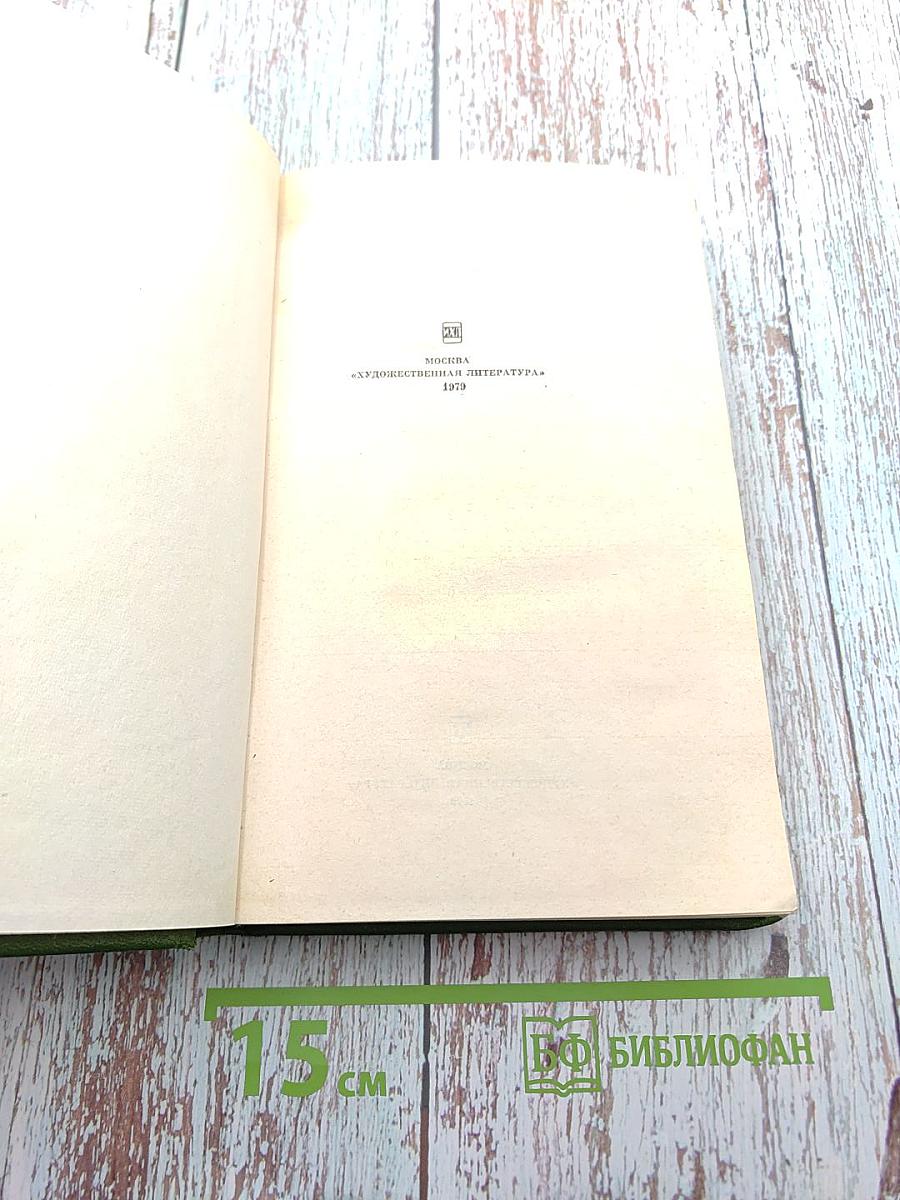 МОСКВА
«ХУДОЖЕСТВЕННАЯ ЛИТЕРАТУРА»
1979
15 см
БФ БИБЛИОФАН